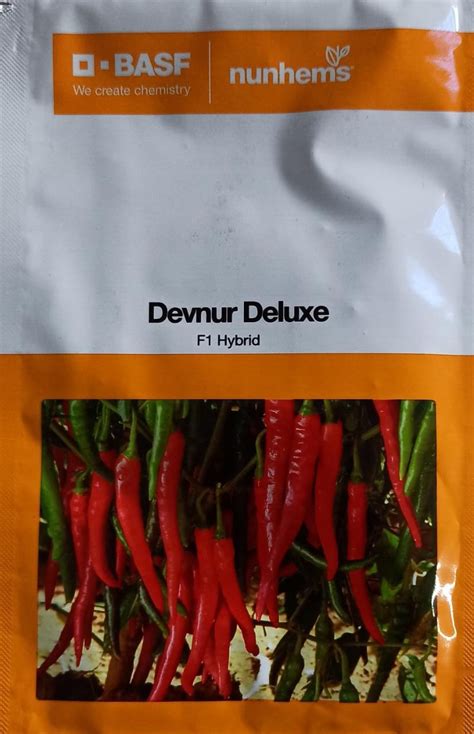 BASF
We create chemistry
nunhems®
Devnur Deluxe
F1 Hybrid